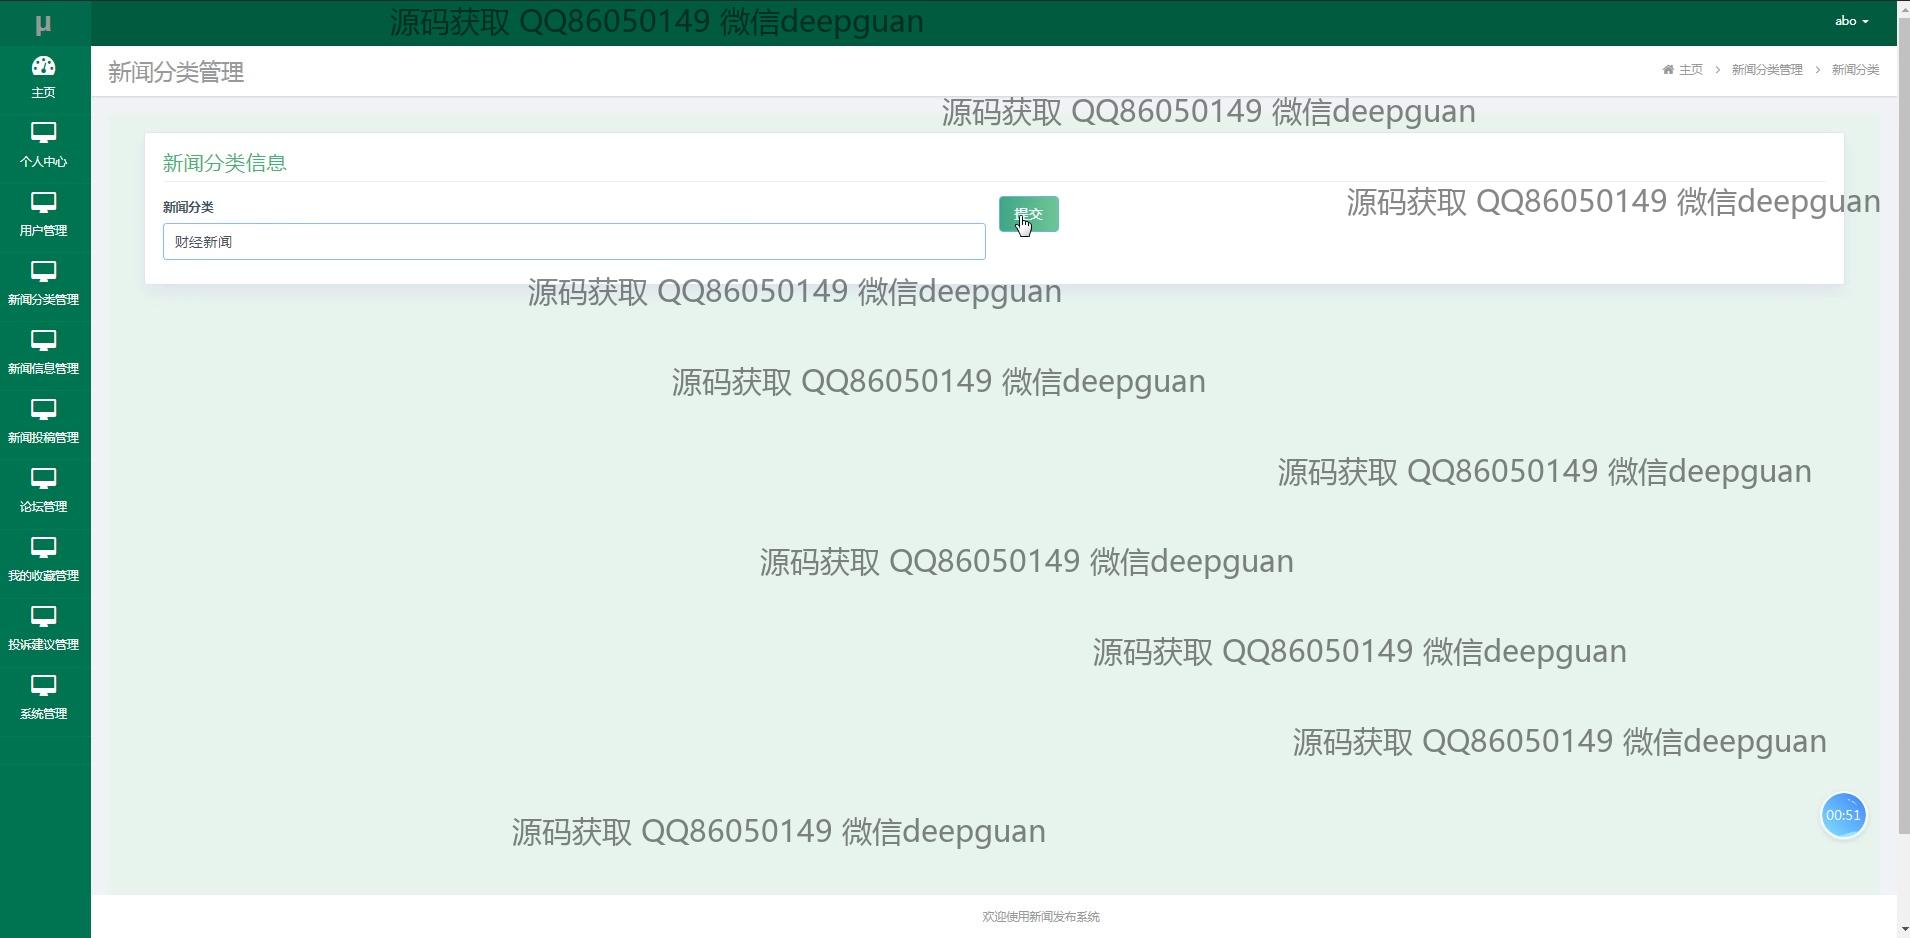 μ
源码获取 QQ86050149 微信deepguan
abo
新闻分类管理
主页 > 新闻分类管理 > 新闻分类
主页
个人中心
用户管理
新闻分类管理
新闻信息管理
新闻投稿管理
论坛管理
我的收藏管理
投诉建议管理
系统管理
源码获取 QQ86050149 微信deepguan
新闻分类信息
源码获取 QQ86050149 微信deepguan
新闻分类
提交
财经新闻
源码获取 QQ86050149 微信deepguan
源码获取 QQ86050149 微信deepguan
源码获取 QQ86050149 微信deepguan
源码获取 QQ86050149 微信deepguan
源码获取 QQ86050149 微信deepguan
源码获取 QQ86050149 微信deepguan
00:51
源码获取 QQ86050149 微信deepguan
欢迎使用新闻发布系统